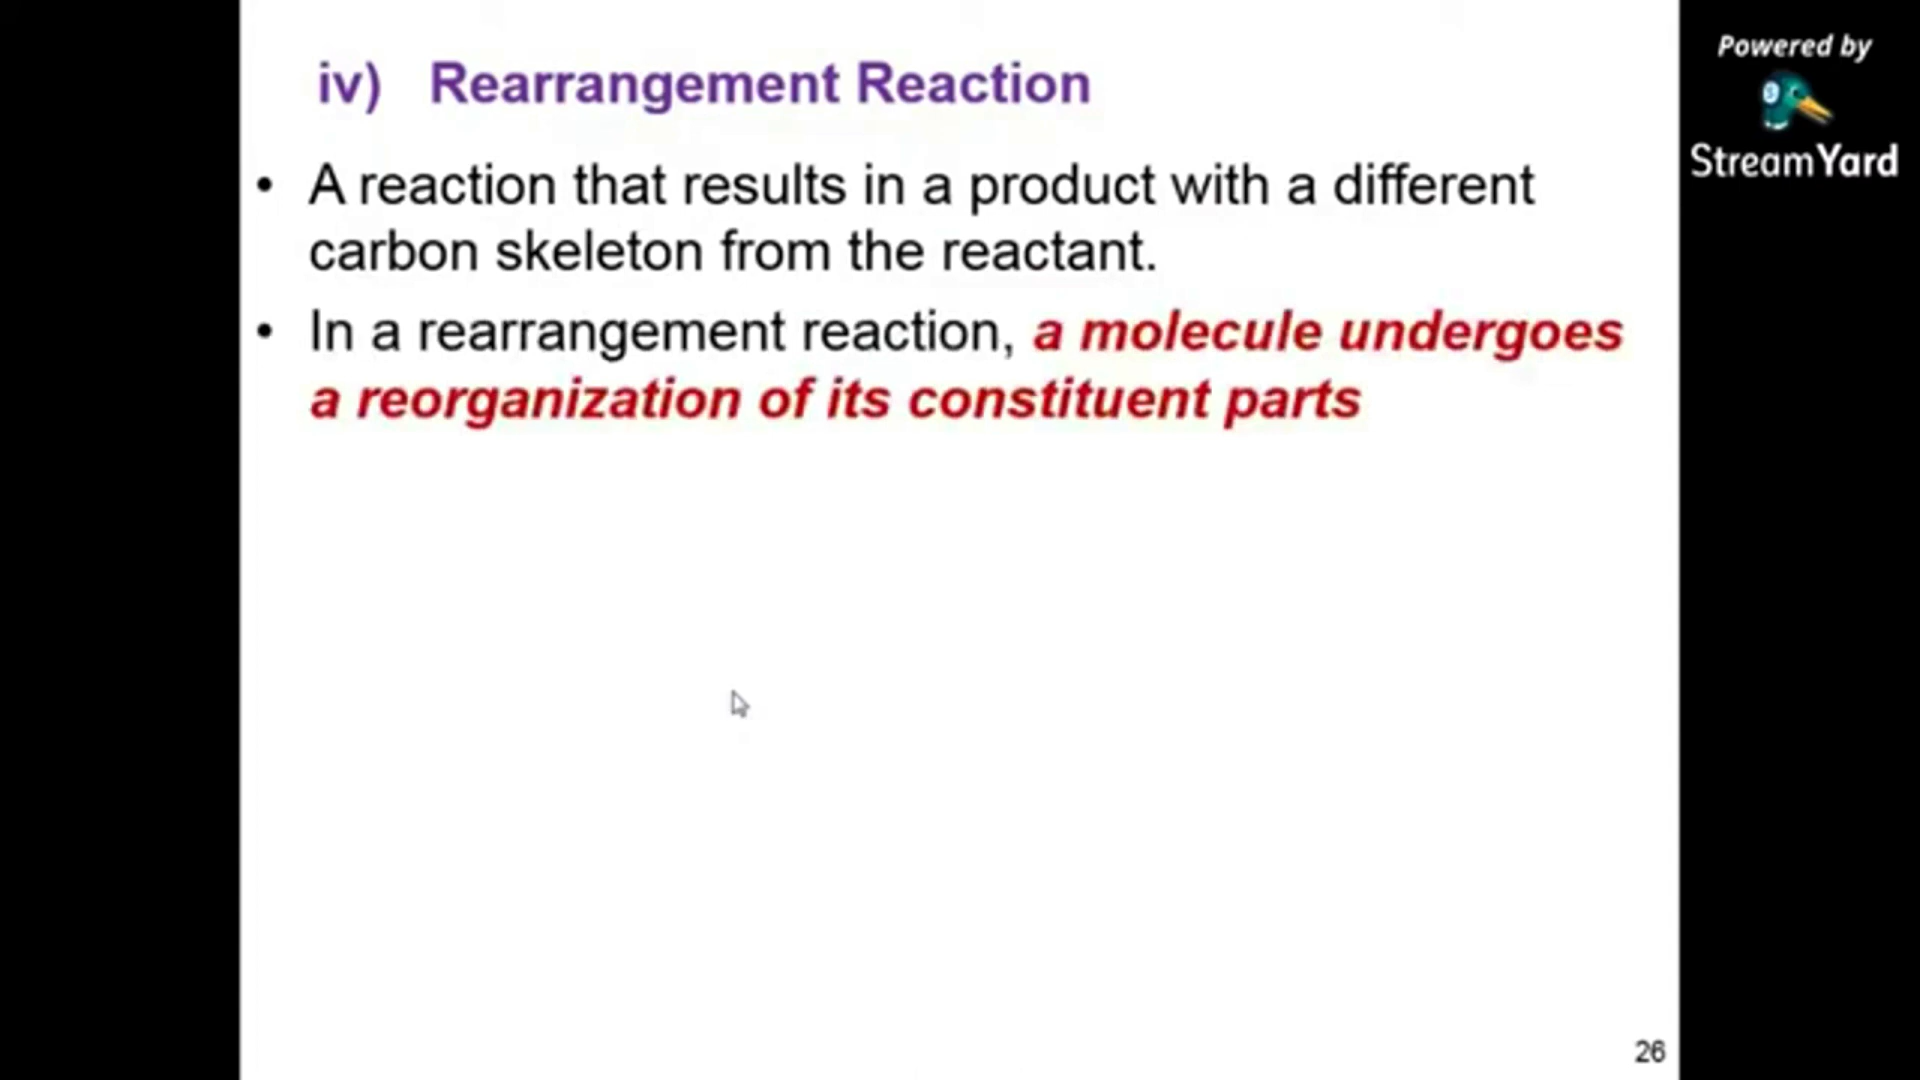 iv) Rearrangement Reaction
• A reaction that results in a product with a different
carbon skeleton from the reactant.
• In a rearrangement reaction, a molecule undergoes
a reorganization of its constituent parts
26
Powered by
StreamYard